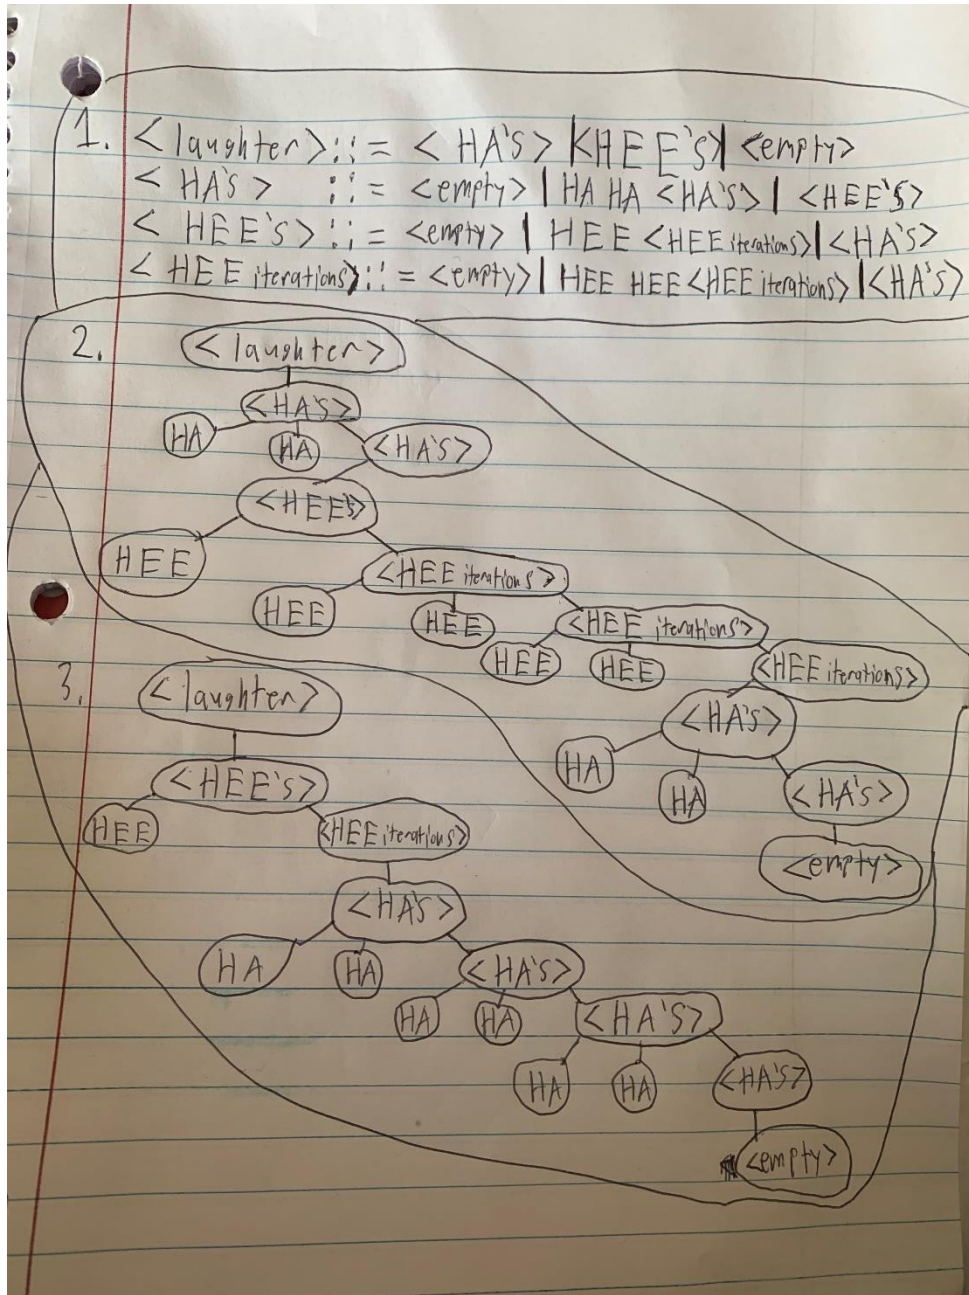 1. <laughter>::= <HA's> |<HEE's>| <empty>
<HA's> ::= <empty> | HA HA <HA's> | <HEE's>
<HEE's> ::= <empty> | HEE <HEE iterations>|<HA's>
<HEE iterations>::= <empty>| HEE HEE <HEE iterations> |<HA's>
2. <laughter>
<HA's>
HA HA <HA's>
<HEE's>
HEE <HEE iterations>
HEE HEE <HEE iterations>
HEE HEE <HEE iterations>
<HA's>
HA HA <HA's>
<empty>
3. <laughter>
<HEE's>
HEE <HEE iterations>
<HA's>
HA HA <HA's>
HA HA <HA's>
HA HA <HA's>
<empty>